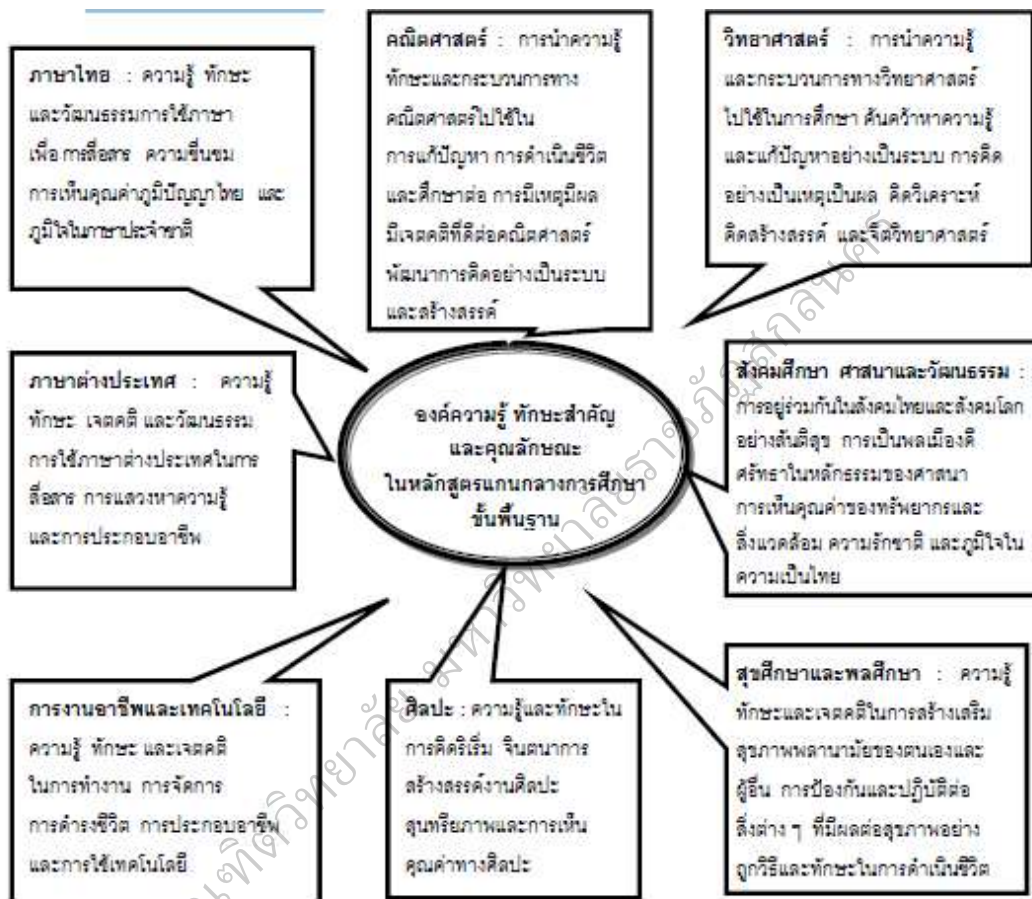 ภาษาไทย : ความรู้ ทักษะ
และวัฒนธรรมการใช้ภาษา
เพื่อ การสื่อสาร ความชื่นชม
การเห็นคุณค่าภูมิปัญญาไทย และ
ภูมิใจในภาษาประจำชาติ
คณิตศาสตร์ : การนำความรู้
ทักษะและกระบวนการทาง
คณิตศาสตร์ไปใช้ใน
การแก้ปัญหา การดำเนินชีวิต
และศึกษาต่อ การมีเหตุมีผล
มีเจตคติที่ดีต่อคณิตศาสตร์
พัฒนาการคิดอย่างเป็นระบบ
และสร้างสรรค์
วิทยาศาสตร์ : การนำความรู้
และกระบวนการทางวิทยาศาสตร์
ไปใช้ในการศึกษา ค้นคว้าหาความรู้
และแก้ปัญหาอย่างเป็นระบบ การคิด
อย่างเป็นเหตุเป็นผล คิดวิเคราะห์
คิดสร้างสรรค์ และจิตวิทยาศาสตร์
ภาษาต่างประเทศ : ความรู้
ทักษะ เจตคติ และวัฒนธรรม
การใช้ภาษาต่างประเทศในการ
สื่อสาร การแสวงหาความรู้
และการประกอบอาชีพ
องค์ความรู้ ทักษะสำคัญ
และคุณลักษณะ
ในหลักสูตรแกนกลางการศึกษา
ขั้นพื้นฐาน
สังคมศึกษา ศาสนาและวัฒนธรรม :
การอยู่ร่วมกันในสังคมไทยและสังคมโลก
อย่างสันติสุข การเป็นพลเมืองดี
ศรัทธาในหลักธรรมของศาสนา
การเห็นคุณค่าของทรัพยากรและ
สิ่งแวดล้อม ความรักชาติ และภูมิใจใน
ความเป็นไทย
การงานอาชีพและเทคโนโลยี :
ความรู้ ทักษะ และเจตคติ
ในการทำงาน การจัดการ
การดำรงชีวิต การประกอบอาชีพ
และการใช้เทคโนโลยี
ศิลปะ : ความรู้และทักษะใน
การคิดริเริ่ม จินตนาการ
สร้างสรรค์งานศิลปะ
สุนทรียภาพและการเห็น
คุณค่าทางศิลปะ
สุขศึกษาและพลศึกษา : ความรู้
ทักษะและเจตคติในการสร้างเสริม
สุขภาพพลานามัยของตนเองและ
ผู้อื่น การป้องกันและปฏิบัติต่อ
สิ่งต่าง ๆ ที่มีผลต่อสุขภาพอย่าง
ถูกวิธีและทักษะในการดำเนินชีวิต
มหาวิทยาลัยราชภัฏสกลนคร